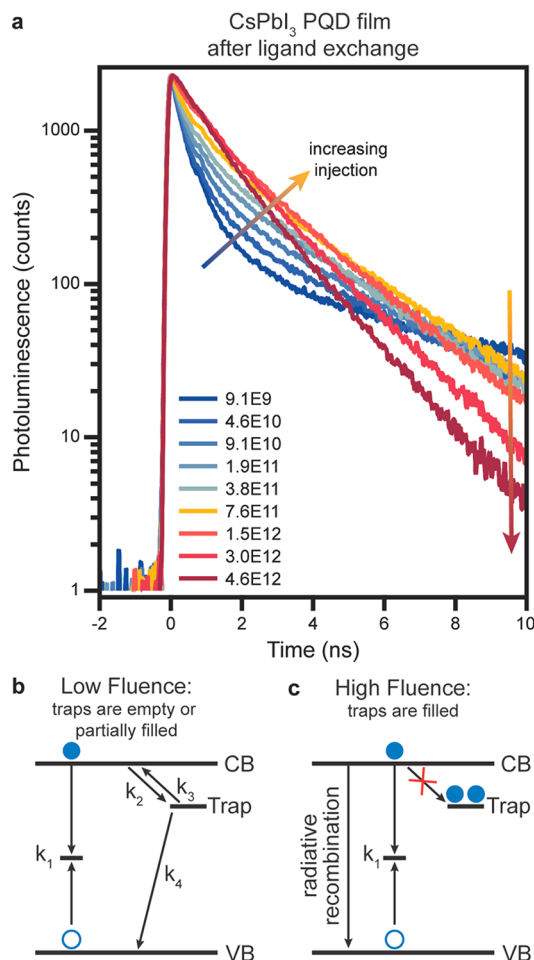 a
CsPbI3 PQD film
after ligand exchange
Photoluminescence (counts)
1000
100
10
1
increasing
injection
9.1E9
4.6E10
9.1E10
1.9E11
3.8E11
7.6E11
1.5E12
3.0E12
4.6E12
-2
0
2
4
6
8
10
Time (ns)
b
Low Fluence:
traps are empty or
partially filled
CB
k2
k3
Trap
k1
k4
VB
c
High Fluence:
traps are filled
CB
Trap
radiative
recombination
k1
VB